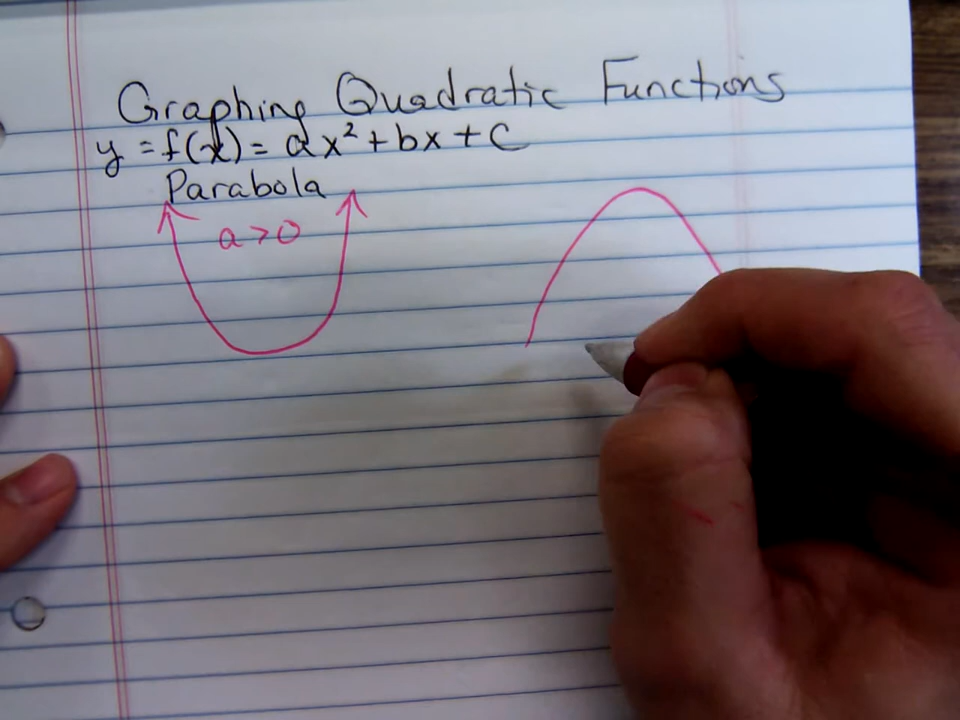 Graphing Quadratic Functions
y = f(x) = ax² + bx + c
Parabola
a > 0